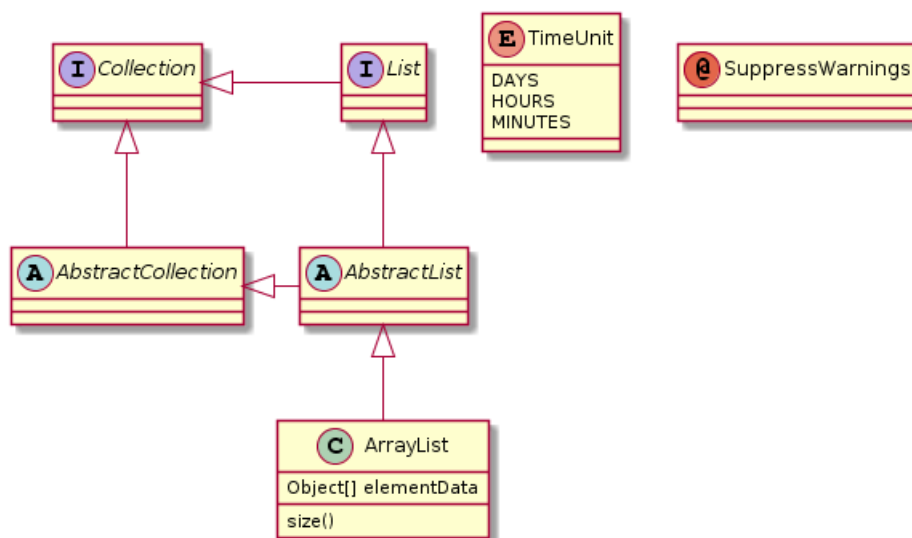 I Collection
I List
E TimeUnit
DAYS
HOURS
MINUTES
@ SuppressWarnings
A AbstractCollection
A AbstractList
C ArrayList
Object[] elementData
size()